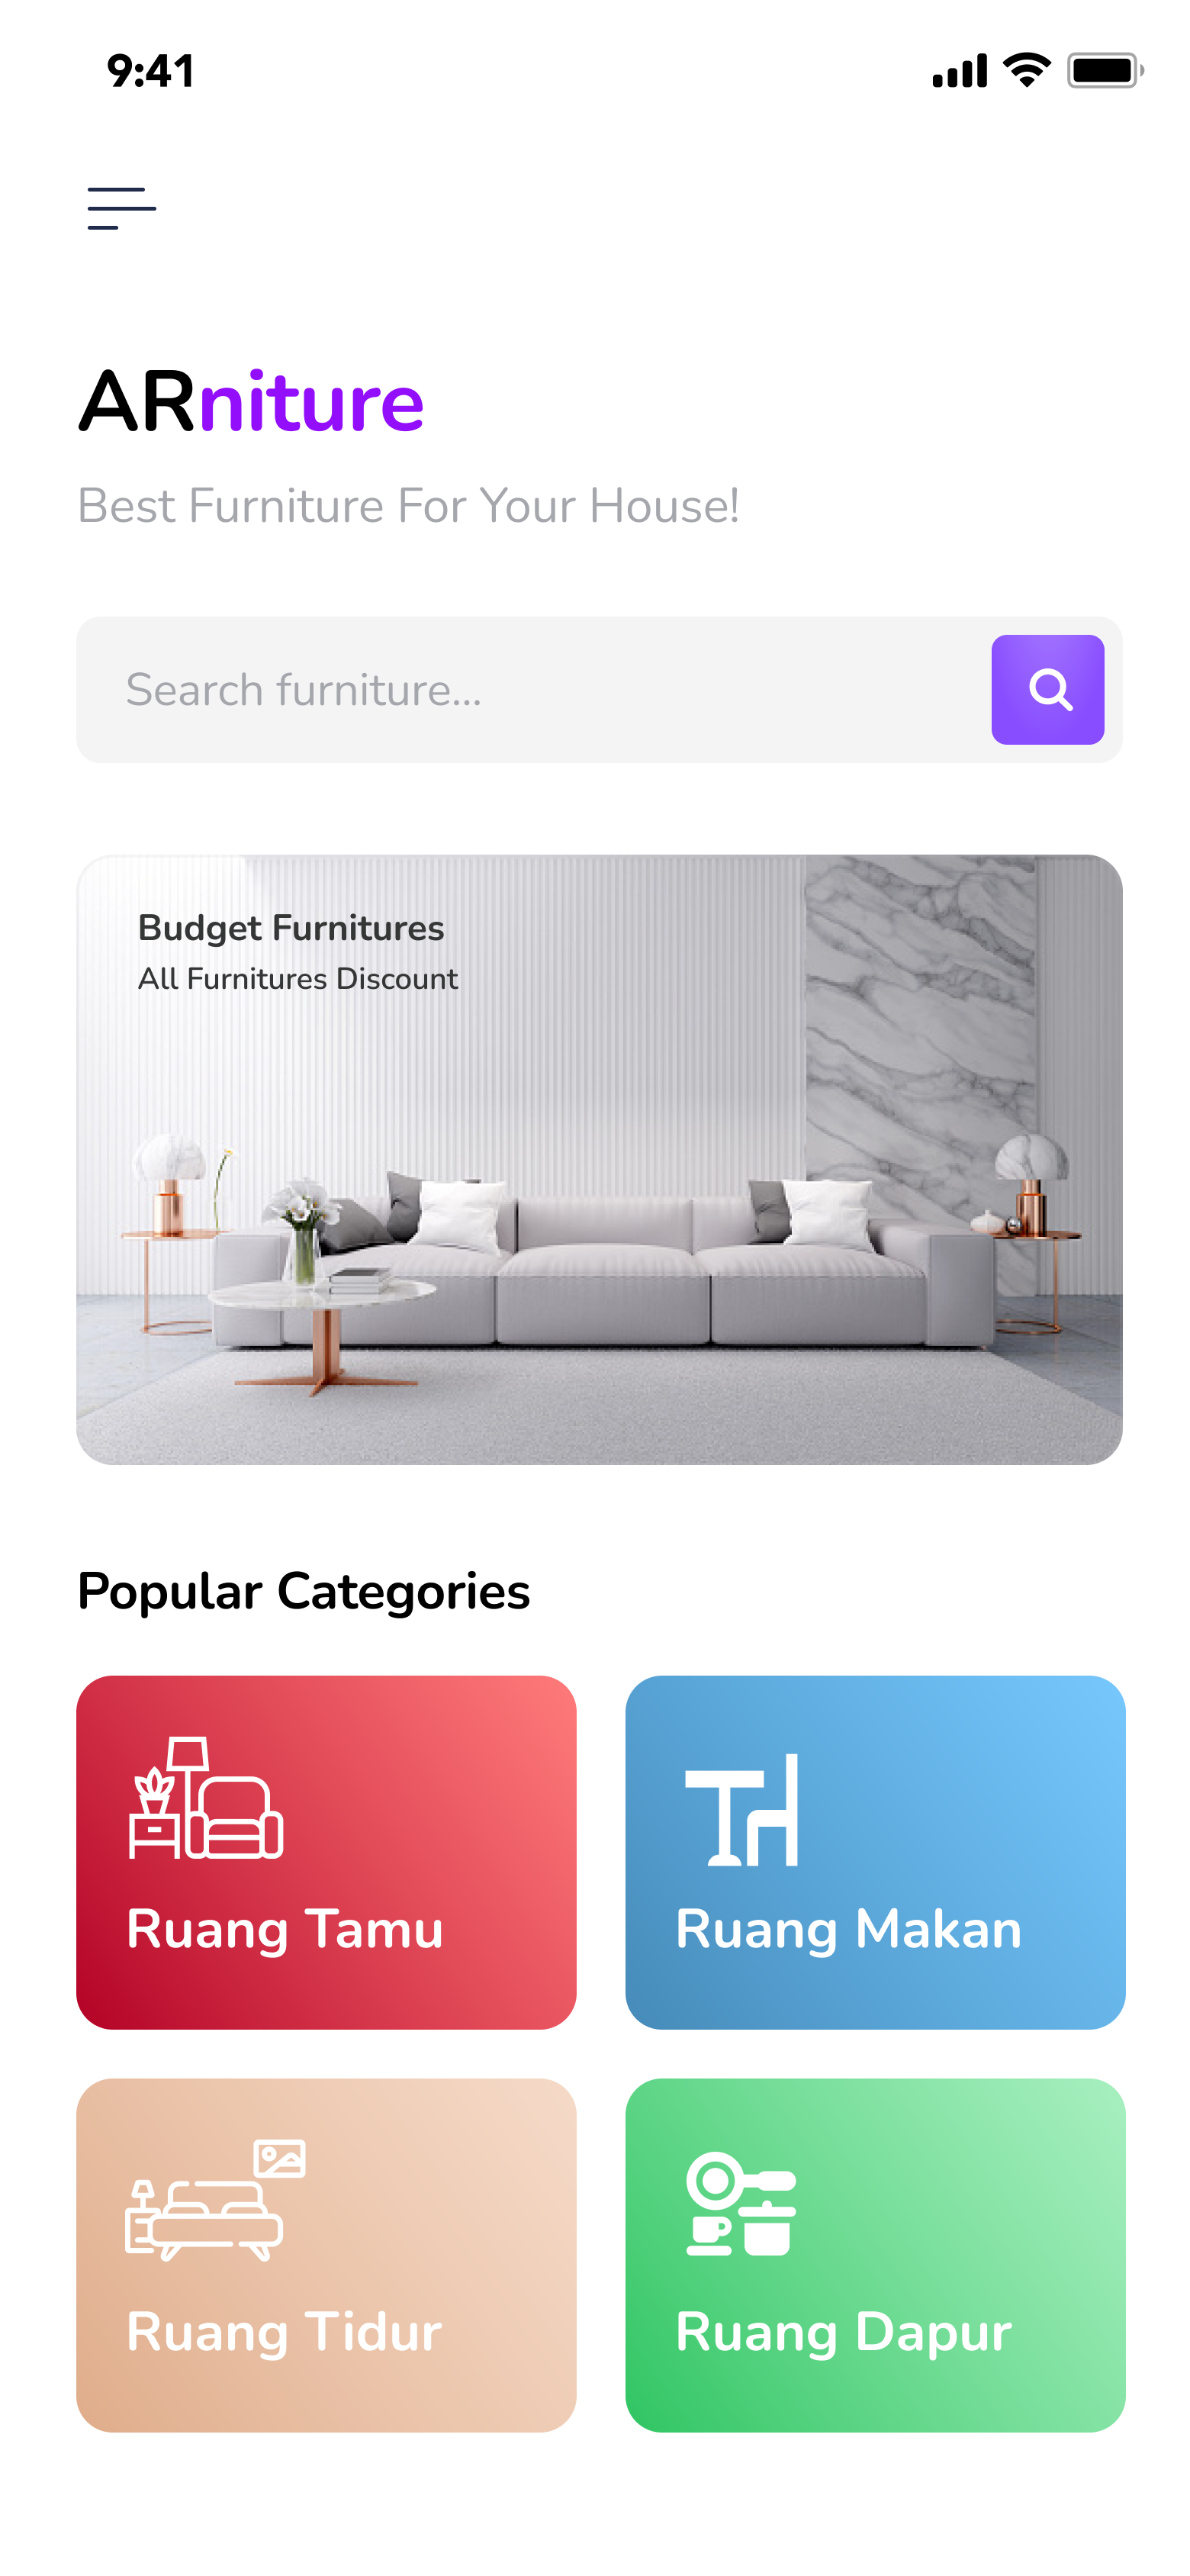 9:41
ARniture
Best Furniture For Your House!
Search furniture...
Budget Furnitures
All Furnitures Discount
Popular Categories
Ruang Tamu
Ruang Makan
Ruang Tidur
Ruang Dapur